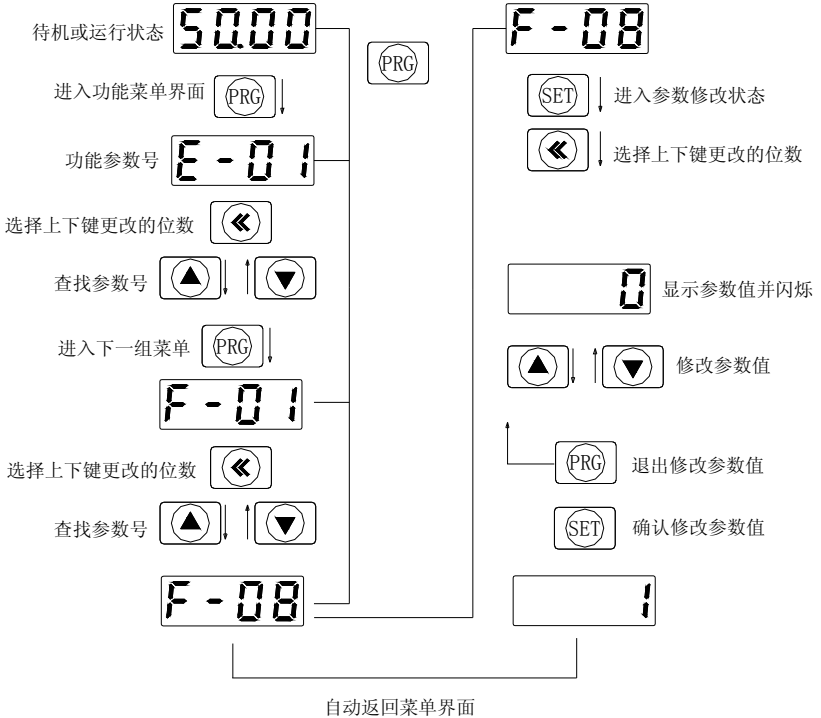 待机或运行状态 50.00
PRG
进入功能菜单界面 PRG
功能参数号 E-01
选择上下键更改的位数
查找参数号
进入下一组菜单 PRG
F-01
选择上下键更改的位数
查找参数号
F-08
F-08
SET 进入参数修改状态
选择上下键更改的位数
0 显示参数值并闪烁
修改参数值
PRG 退出修改参数值
SET 确认修改参数值
1
自动返回菜单界面